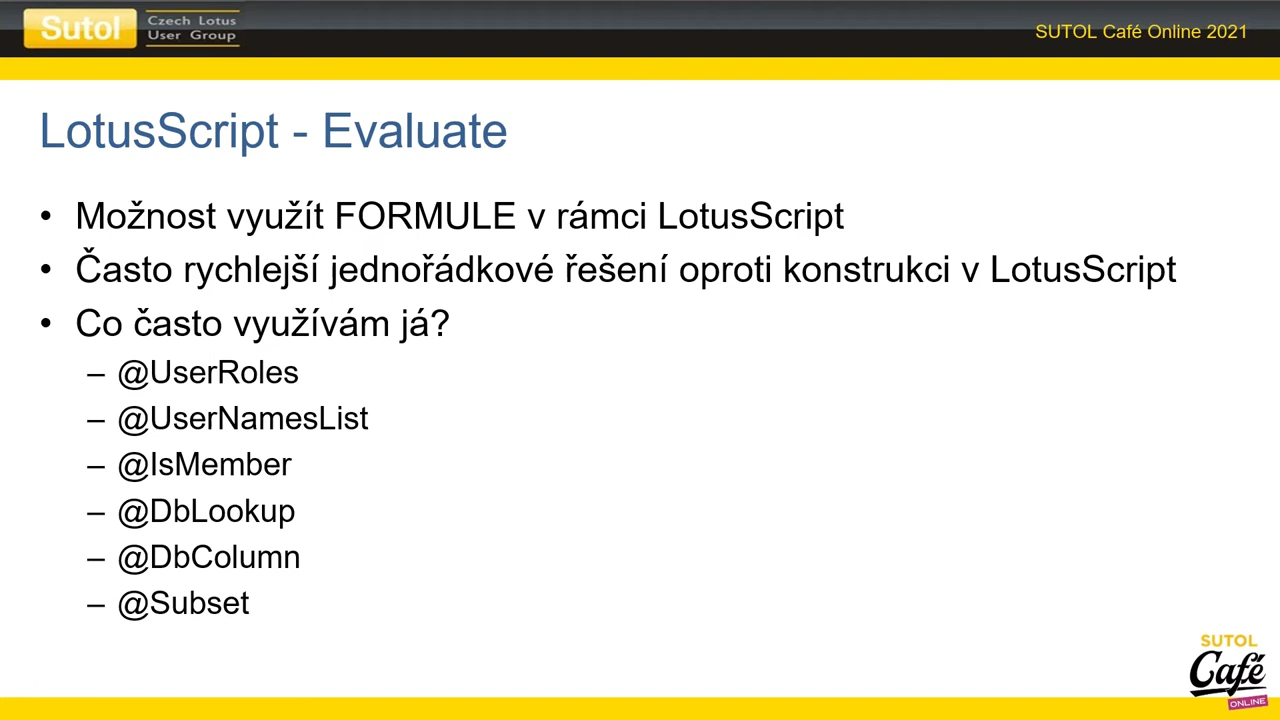 Sutol
Czech Lotus
User Group
SUTOL Café Online 2021
LotusScript - Evaluate
• Možnost využít FORMULE v rámci LotusScript
• Často rychlejší jednořádkové řešení oproti konstrukci v LotusScript
• Co často využívám já?
– @UserRoles
– @UserNamesList
– @IsMember
– @DbLookup
– @DbColumn
– @Subset
SUTOL
Café
ONLINE